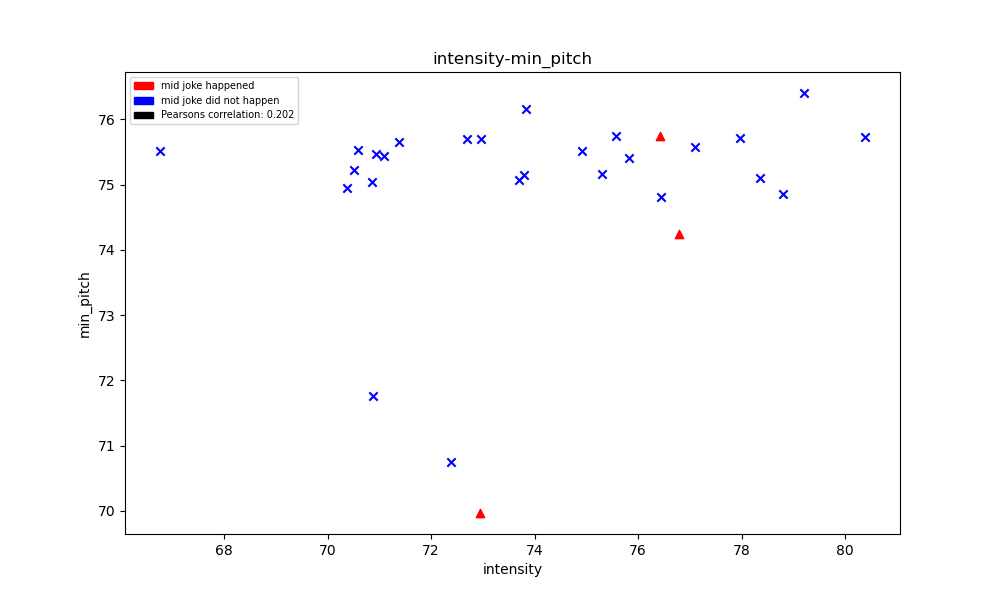 intensity-min_pitch
mid joke happened
mid joke did not happen
Pearsons correlation: 0.202
76
75
74
73
72
71
70
min_pitch
68
70
72
74
76
78
80
intensity